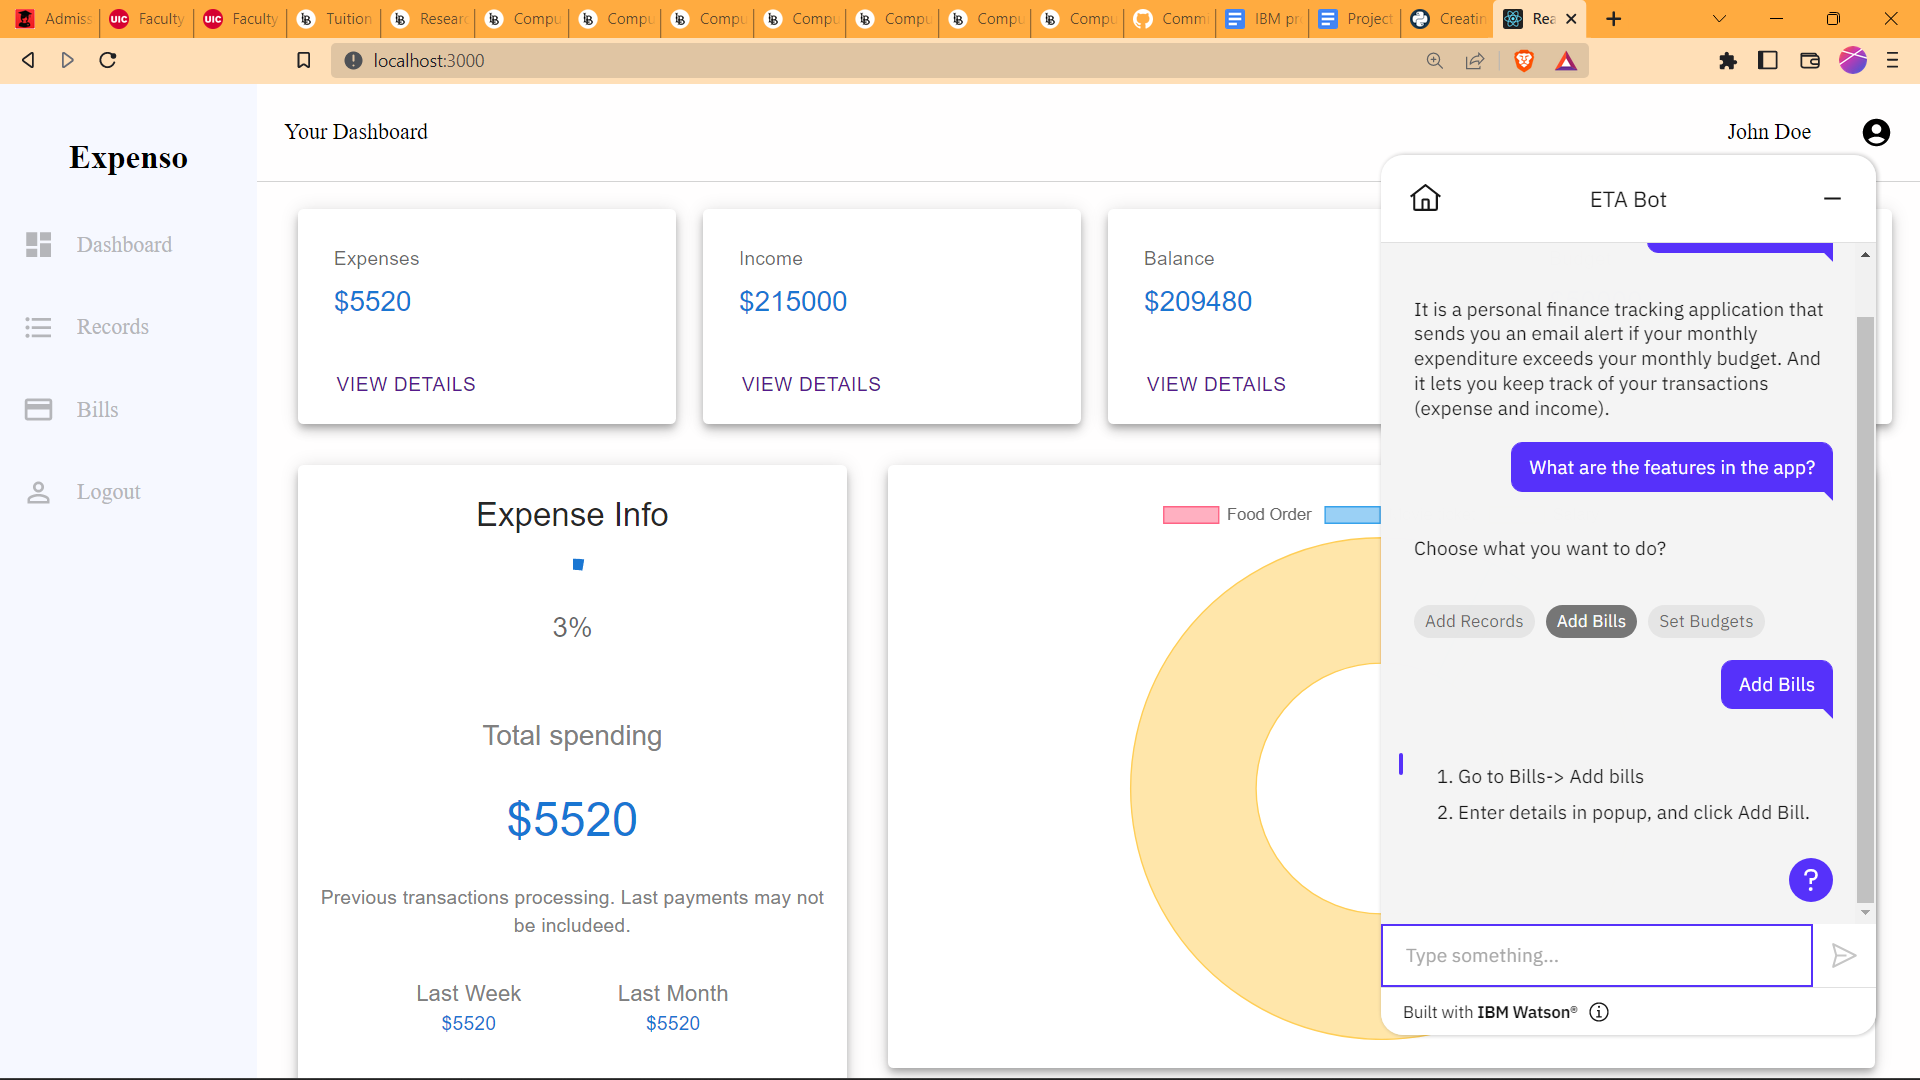 Admiss
UIC Faculty
UIC Faculty
Tuition
Researc
Compu
Compu
Compu
Compu
Compu
Compu
Compu
Commi
IBM pr
Project
Creatin
Rea
localhost:3000
Expenso
Dashboard
Records
Bills
Logout
Your Dashboard
John Doe
Expenses
$5520
VIEW DETAILS
Income
$215000
VIEW DETAILS
Balance
$209480
VIEW DETAILS
Expense Info
3%
Total spending
$5520
Previous transactions processing. Last payments may not
be includeed.
Last Week
$5520
Last Month
$5520
Food Order
ETA Bot
It is a personal finance tracking application that
sends you an email alert if your monthly
expenditure exceeds your monthly budget. And
it lets you keep track of your transactions
(expense and income).
What are the features in the app?
Choose what you want to do?
Add Records
Add Bills
Set Budgets
Add Bills
1. Go to Bills-> Add bills
2. Enter details in popup, and click Add Bill.
?
Type something...
Built with IBM Watson®